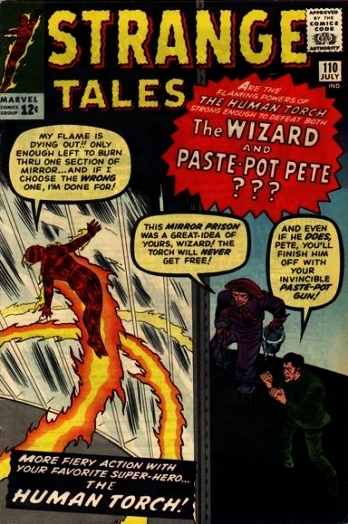 STRANGE
TALES
APPROVED
BY THE
COMICS
CODE
AUTHORITY
MARVEL
COMICS
GROUP
12¢
110
JULY
IND.
ARE THE
FLAMING POWERS OF
THE HUMAN TORCH
STRONG ENOUGH TO DEFEAT BOTH
The WIZARD
AND
PASTE-POT PETE
???
MY FLAME IS
DYING OUT!! ONLY
ENOUGH LEFT TO BURN
THRU ONE SECTION OF
MIRROR...AND IF I
CHOOSE THE WRONG
ONE, I'M DONE FOR!
THIS MIRROR PRISON
WAS A GREAT IDEA OF
YOURS, WIZARD! THE
TORCH WILL NEVER
GET FREE!
AND EVEN
IF HE DOES,
PETE, YOU'LL
FINISH HIM
OFF WITH
YOUR
INVINCIBLE
PASTE-POT
GUN!
MORE FIERY ACTION WITH
YOUR FAVORITE SUPER-HERO...
THE
HUMAN TORCH!